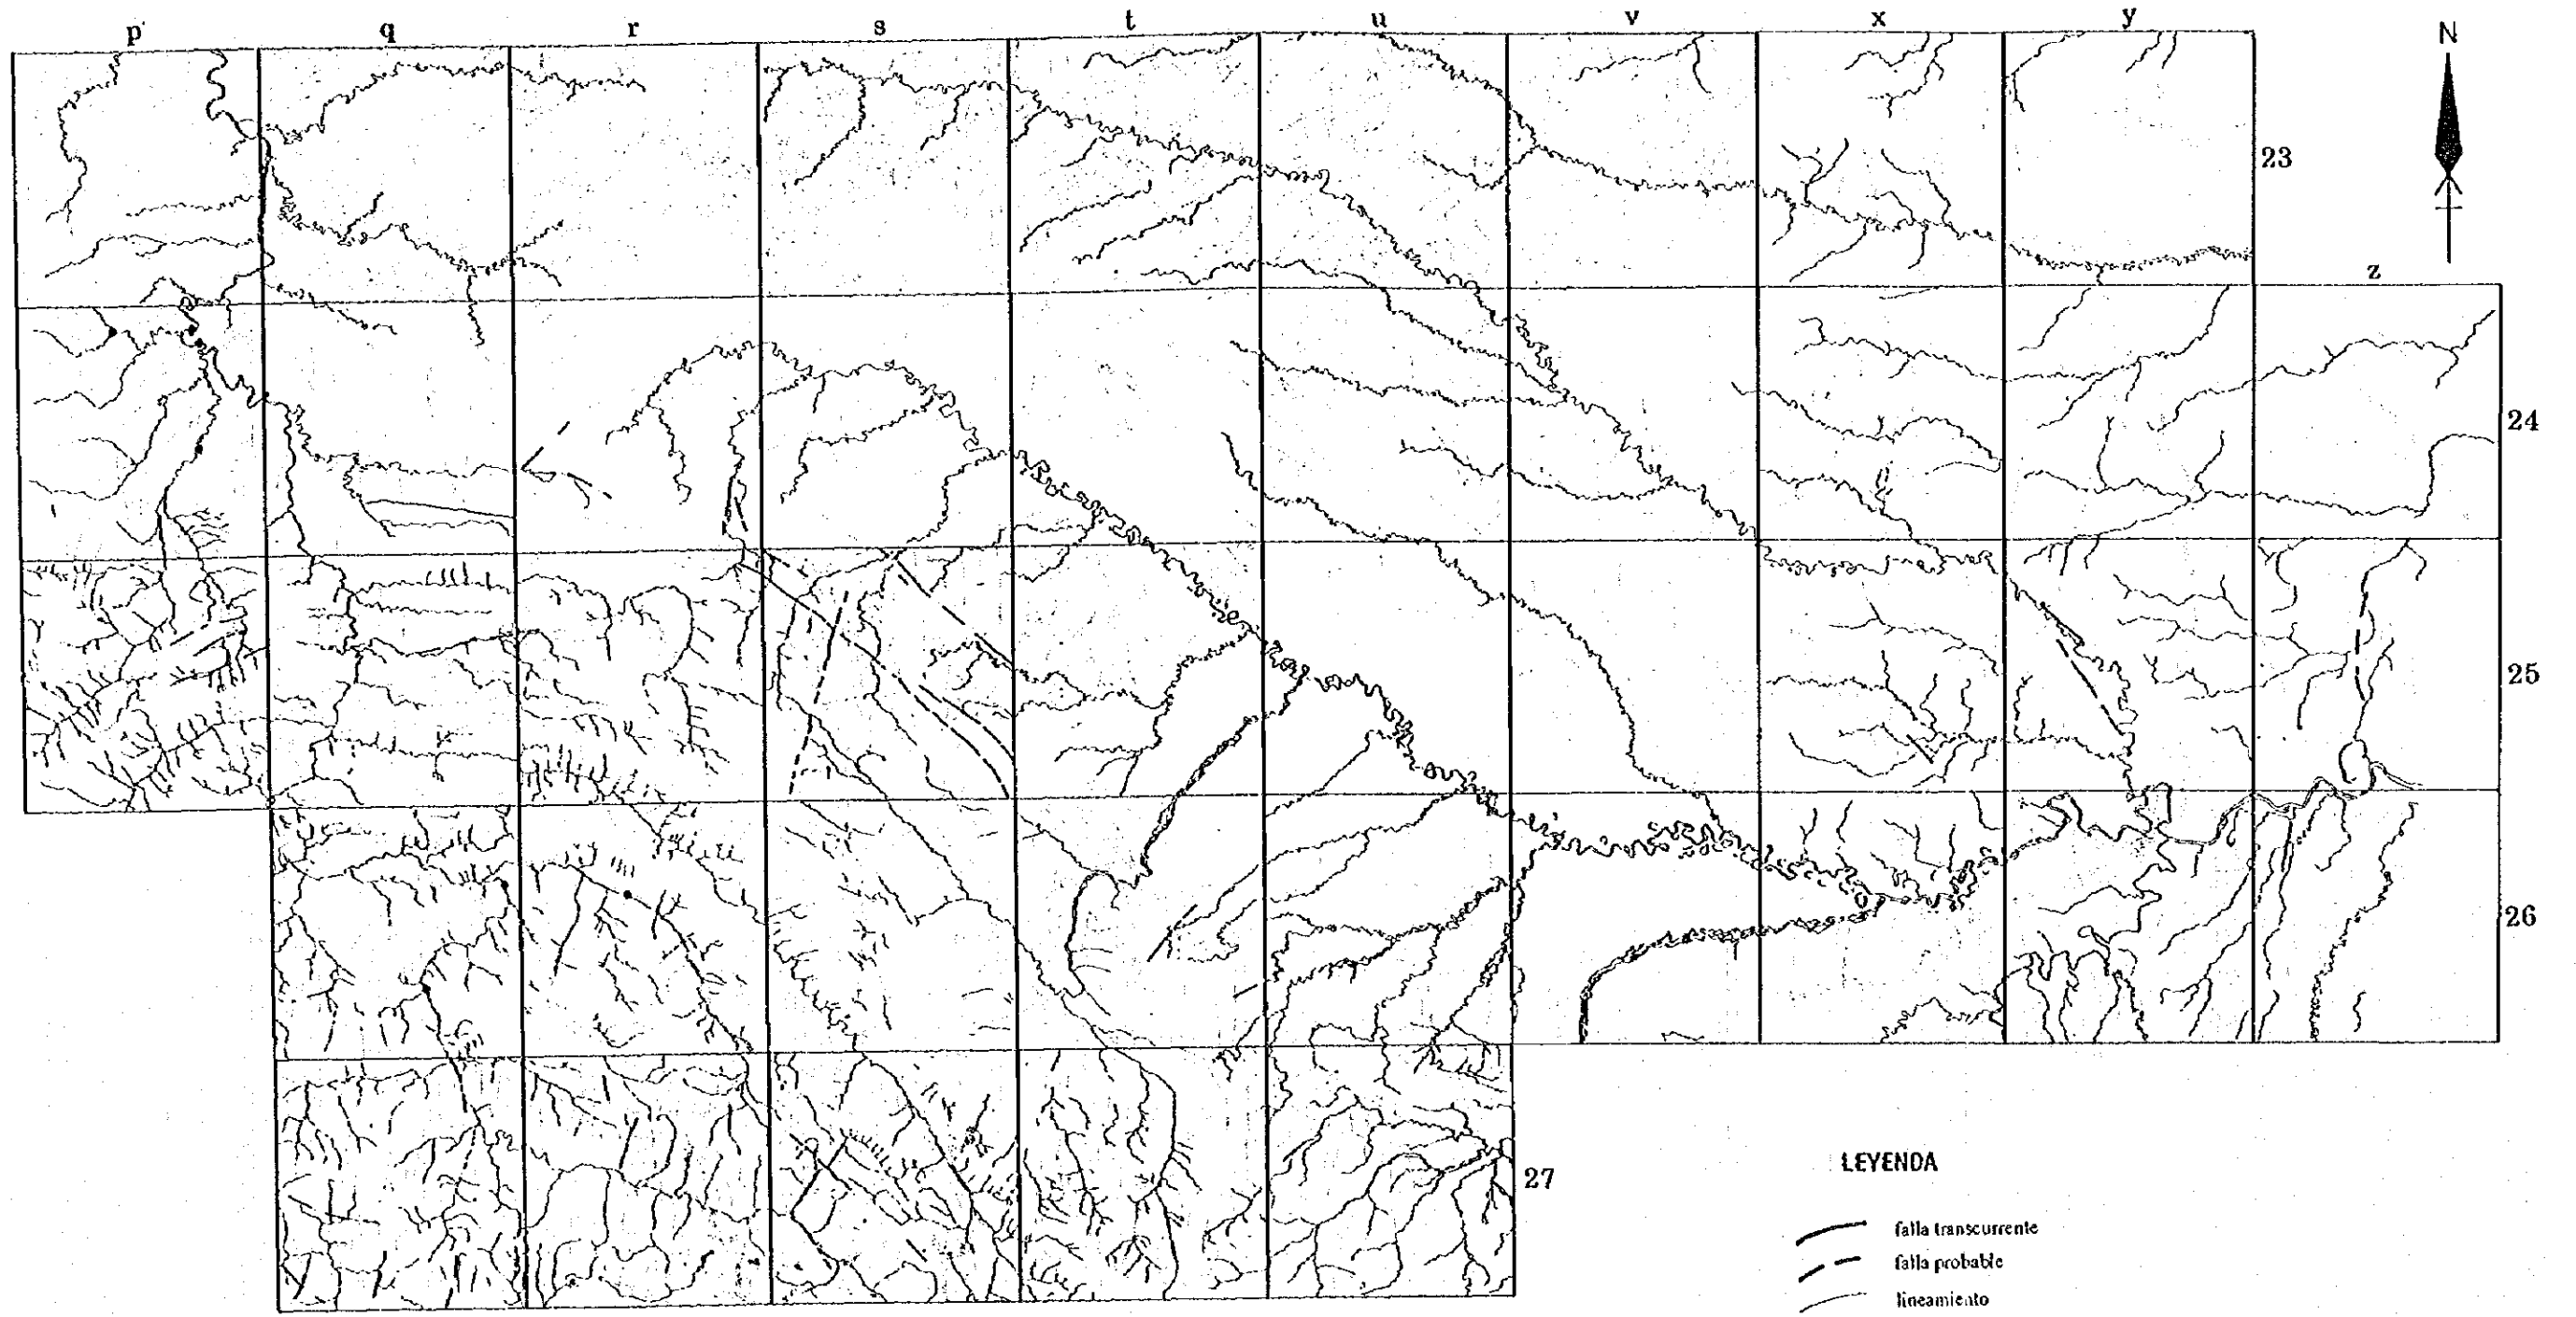 p q r s t u v x y
N
23
z
24
25
26
27
LEYENDA
falla transcurrente
falla probable
lineamiento